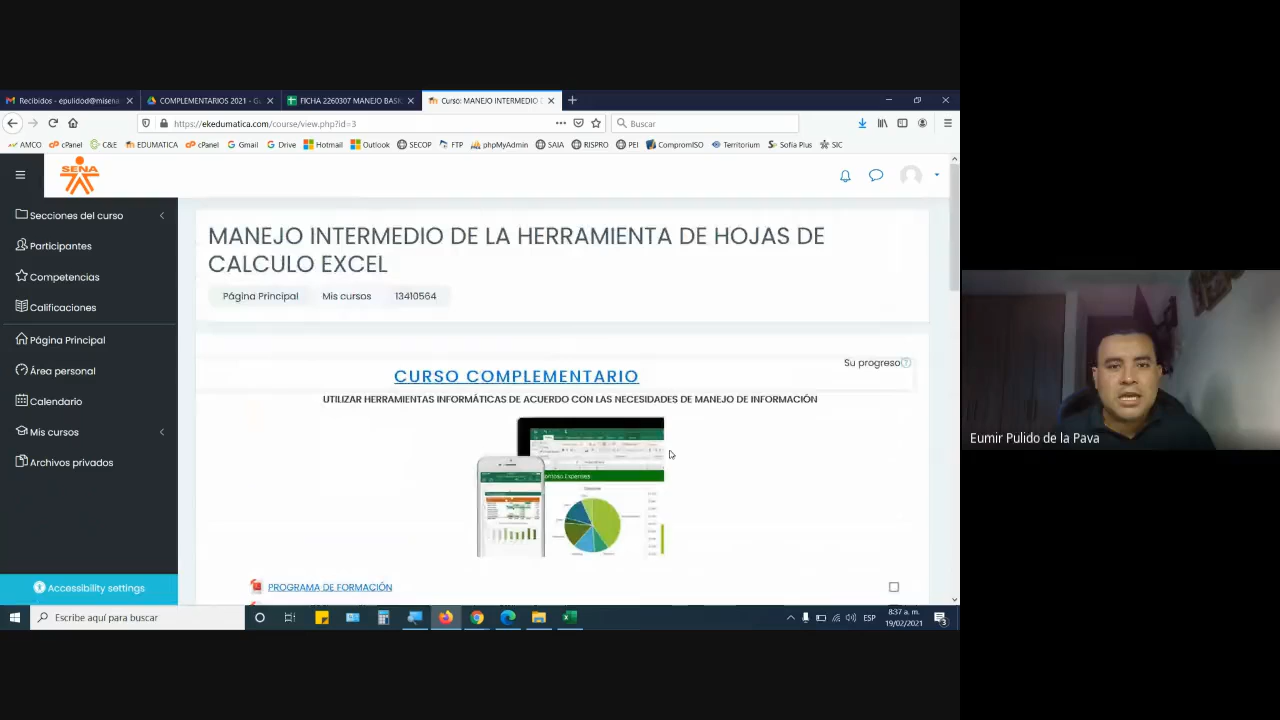 Recibidos - epulidod@misena
COMPLEMENTARIOS 2021 - Go
FICHA 2260307 MANEJO BASI
Curso: MANEJO INTERMEDIO D
https://ekedumatica.com/course/view.php?id=3
Buscar
AMCO cPanel C&E EDUMATICA cPanel Gmail Drive Hotmail Outlook SECOP FTP phpMyAdmin SAIA RISPRO PEI CompromISO Territorium Sofia Plus SIC
SENA
Secciones del curso
Participantes
Competencias
Calificaciones
Página Principal
Área personal
Calendario
Mis cursos
Archivos privados
Accessibility settings
MANEJO INTERMEDIO DE LA HERRAMIENTA DE HOJAS DE
CALCULO EXCEL
Página Principal Mis cursos 13410564
Su progreso
CURSO COMPLEMENTARIO
UTILIZAR HERRAMIENTAS INFORMÁTICAS DE ACUERDO CON LAS NECESIDADES DE MANEJO DE INFORMACIÓN
PROGRAMA DE FORMACIÓN
Eumir Pulido de la Pava
Escribe aquí para buscar
ESP
8:37 a. m.
19/02/2021